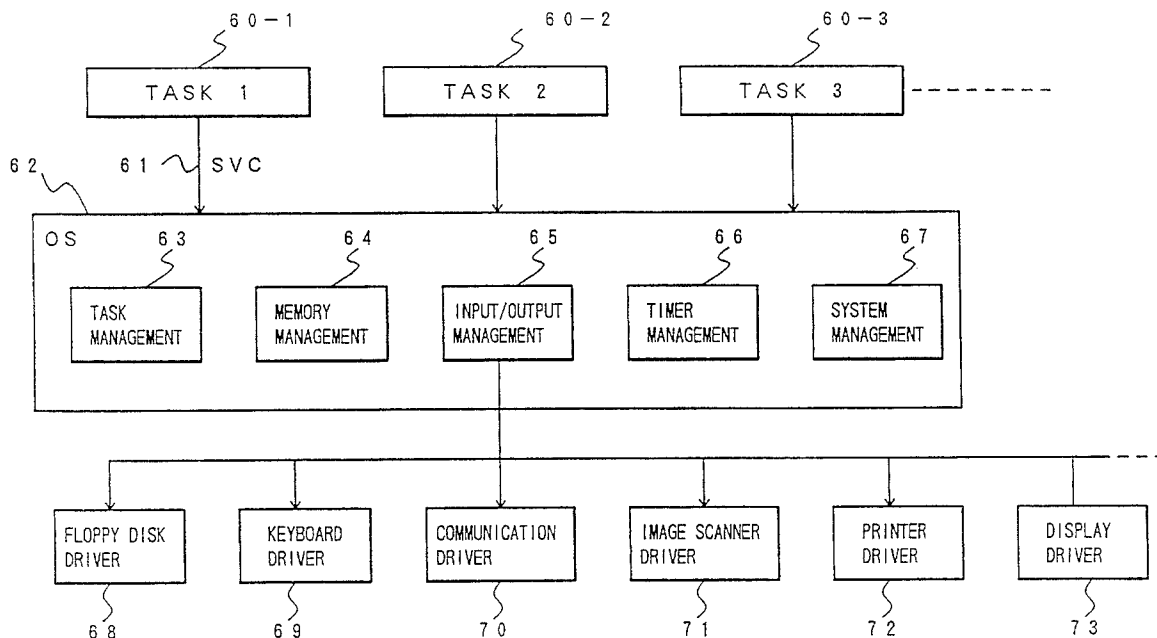 60-1
60-2
60-3
TASK 1
TASK 2
TASK 3
61
SVC
62
OS
63
64
65
66
67
TASK
MANAGEMENT
MEMORY
MANAGEMENT
INPUT/OUTPUT
MANAGEMENT
TIMER
MANAGEMENT
SYSTEM
MANAGEMENT
FLOPPY DISK
DRIVER
KEYBOARD
DRIVER
COMMUNICATION
DRIVER
IMAGE SCANNER
DRIVER
PRINTER
DRIVER
DISPLAY
DRIVER
68
69
70
71
72
73